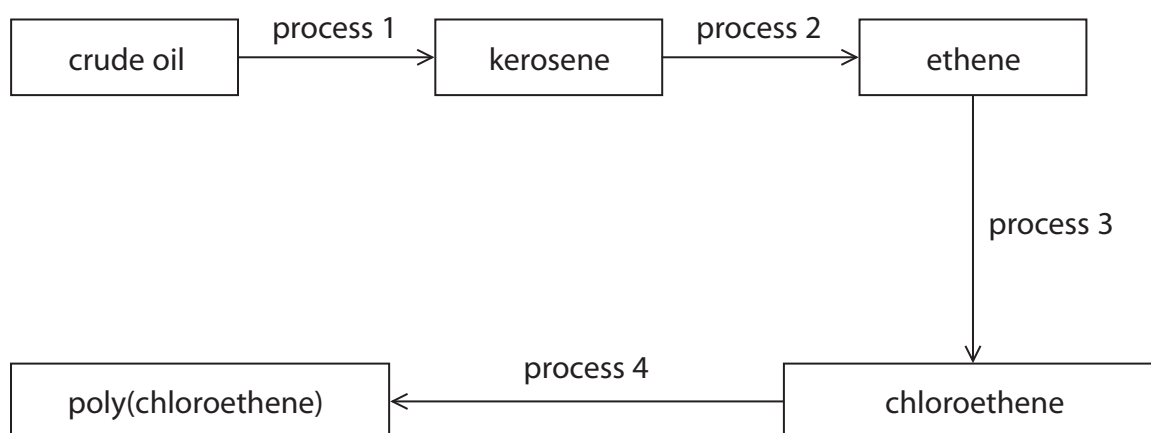 process 1
process 2
crude oil
kerosene
ethene
process 3
process 4
poly(chloroethene)
chloroethene